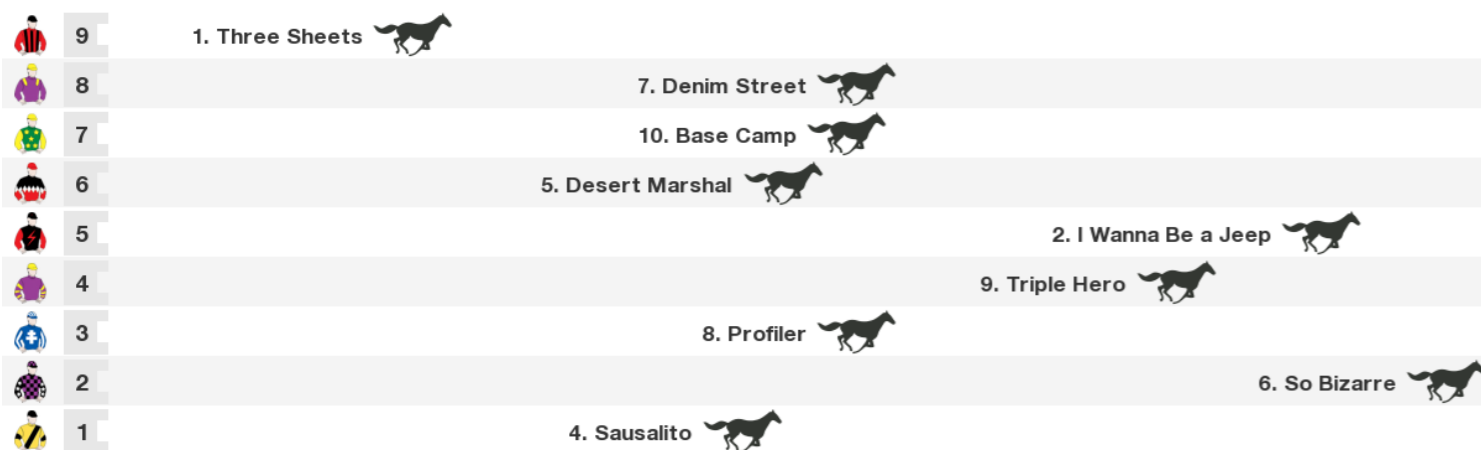 9 1. Three Sheets
8 7. Denim Street
7 10. Base Camp
6 5. Desert Marshal
5 2. I Wanna Be a Jeep
4 9. Triple Hero
3 8. Profiler
2 6. So Bizarre
1 4. Sausalito